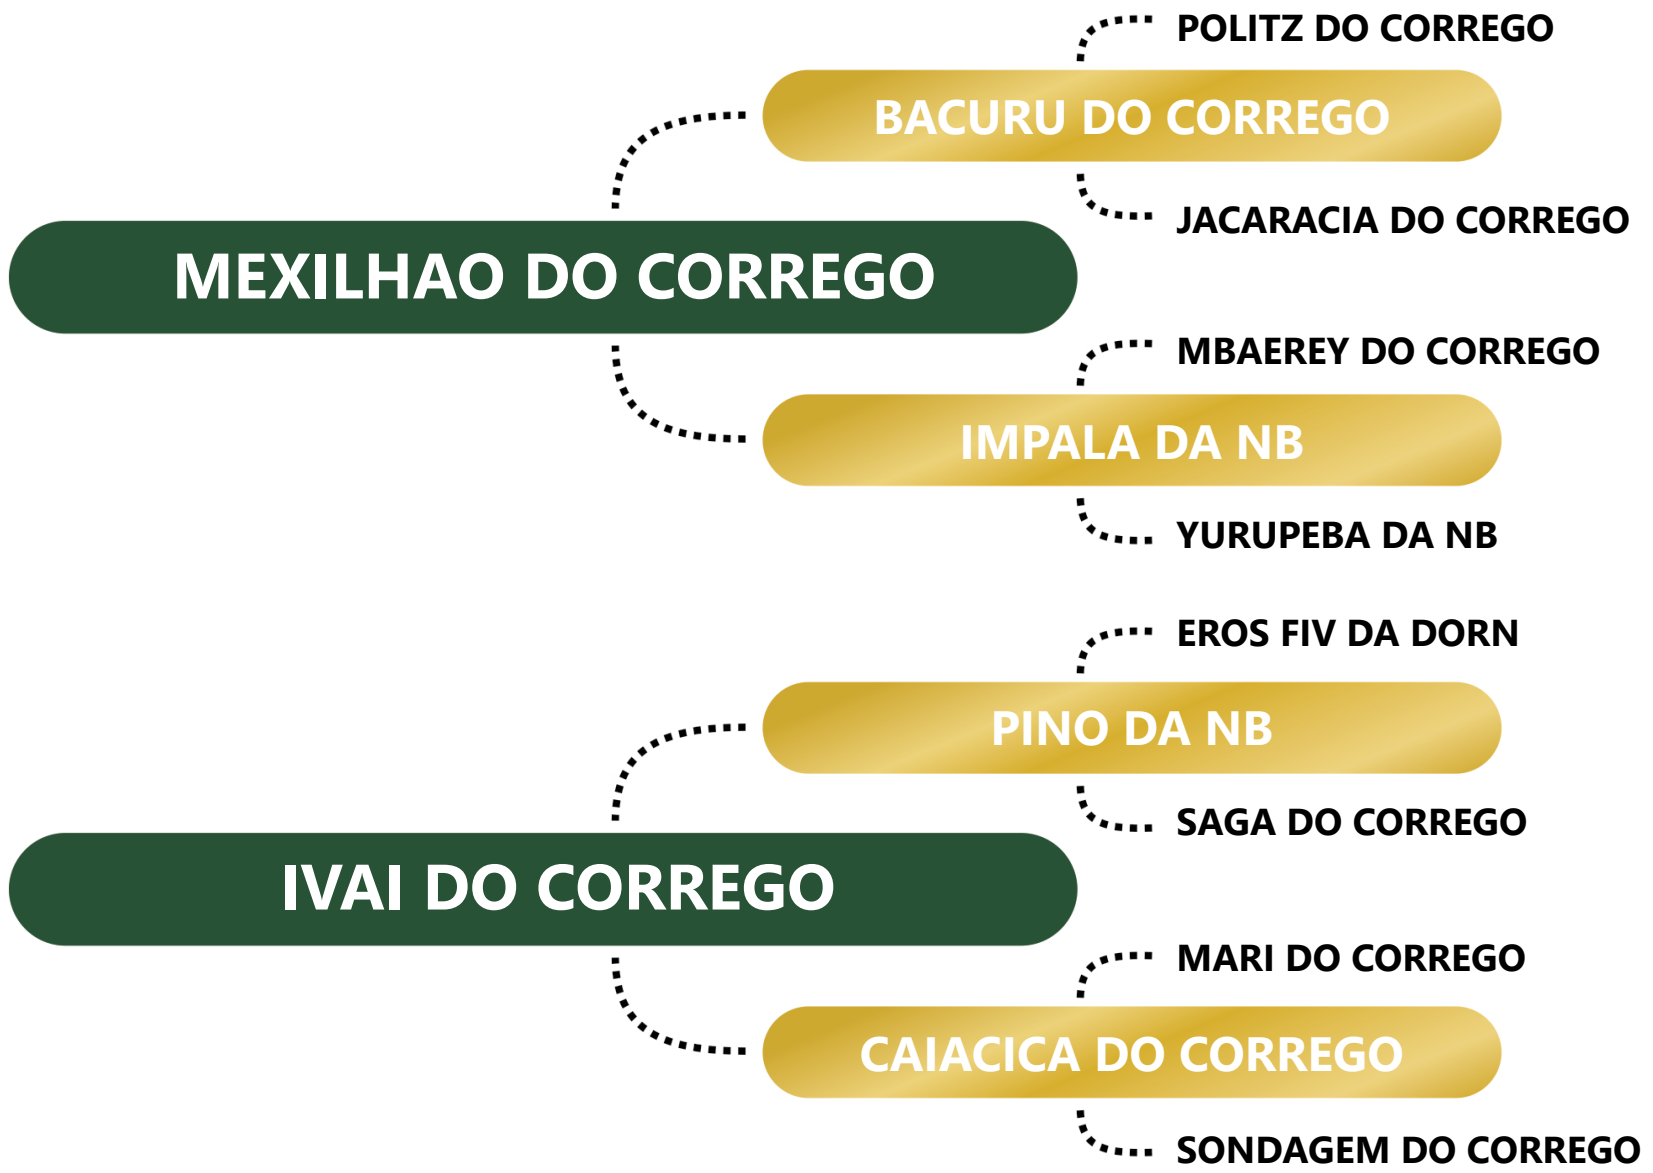 POLITZ DO CORREGO
BACURU DO CORREGO
JACARACIA DO CORREGO
MEXILHAO DO CORREGO
MBAEREY DO CORREGO
IMPALA DA NB
YURUPEBA DA NB
EROS FIV DA DORN
PINO DA NB
SAGA DO CORREGO
IVAI DO CORREGO
MARI DO CORREGO
CAIACICA DO CORREGO
SONDAGEM DO CORREGO